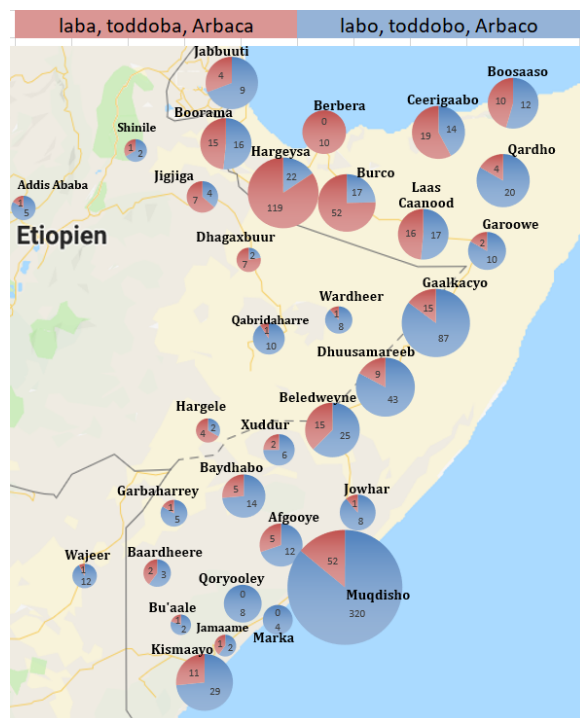 laba, toddoba, Arbaca
labo, toddobo, Arbaco
Jabbuuti
4
9
Boosaaso
10
12
Berbera
0
10
Ceerigaabo
19
14
Boorama
15
16
Shinile
1
2
Hargeysa
22
119
Qardho
4
20
Burco
17
52
Jigjiga
7
4
Addis Ababa
1
5
Laas
Caanood
16
17
Garoowe
2
10
Etiopien
Dhagaxbuur
2
7
Gaalkacyo
15
87
Wardheer
1
8
Qabridaharre
1
10
Dhuusamareeb
9
43
Beledweyne
15
25
Hargele
4
2
Xuddur
2
6
Baydhabo
5
14
Garbaharrey
1
5
Jowhar
1
8
Afgooye
5
12
Wajeer
1
12
Baardheere
2
3
Muqdisho
52
320
Qoryooley
0
8
Bu'aale
1
2
Marka
0
4
Jamaame
1
2
Kismaayo
11
29